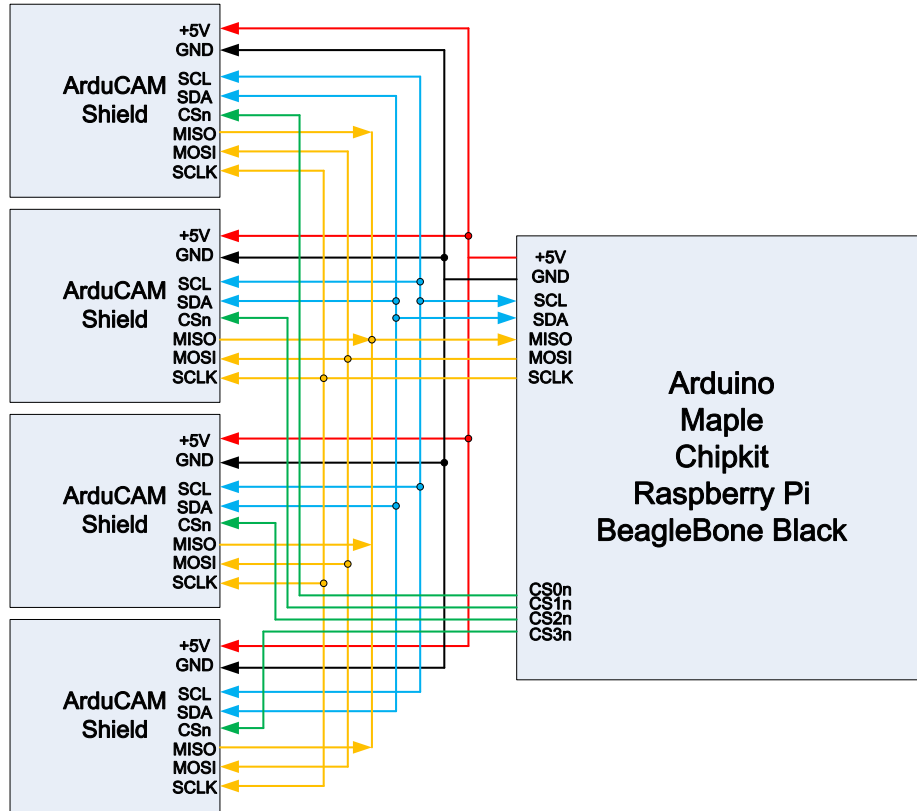 +5V
GND
SCL
SDA
CSn
MISO
MOSI
SCLK
ArduCAM
Shield
+5V
GND
SCL
SDA
CSn
MISO
MOSI
SCLK
ArduCAM
Shield
+5V
GND
SCL
SDA
CSn
MISO
MOSI
SCLK
ArduCAM
Shield
+5V
GND
SCL
SDA
CSn
MISO
MOSI
SCLK
ArduCAM
Shield
+5V
GND
SCL
SDA
MISO
MOSI
SCLK
Arduino
Maple
Chipkit
Raspberry Pi
BeagleBone Black
CS0n
CS1n
CS2n
CS3n